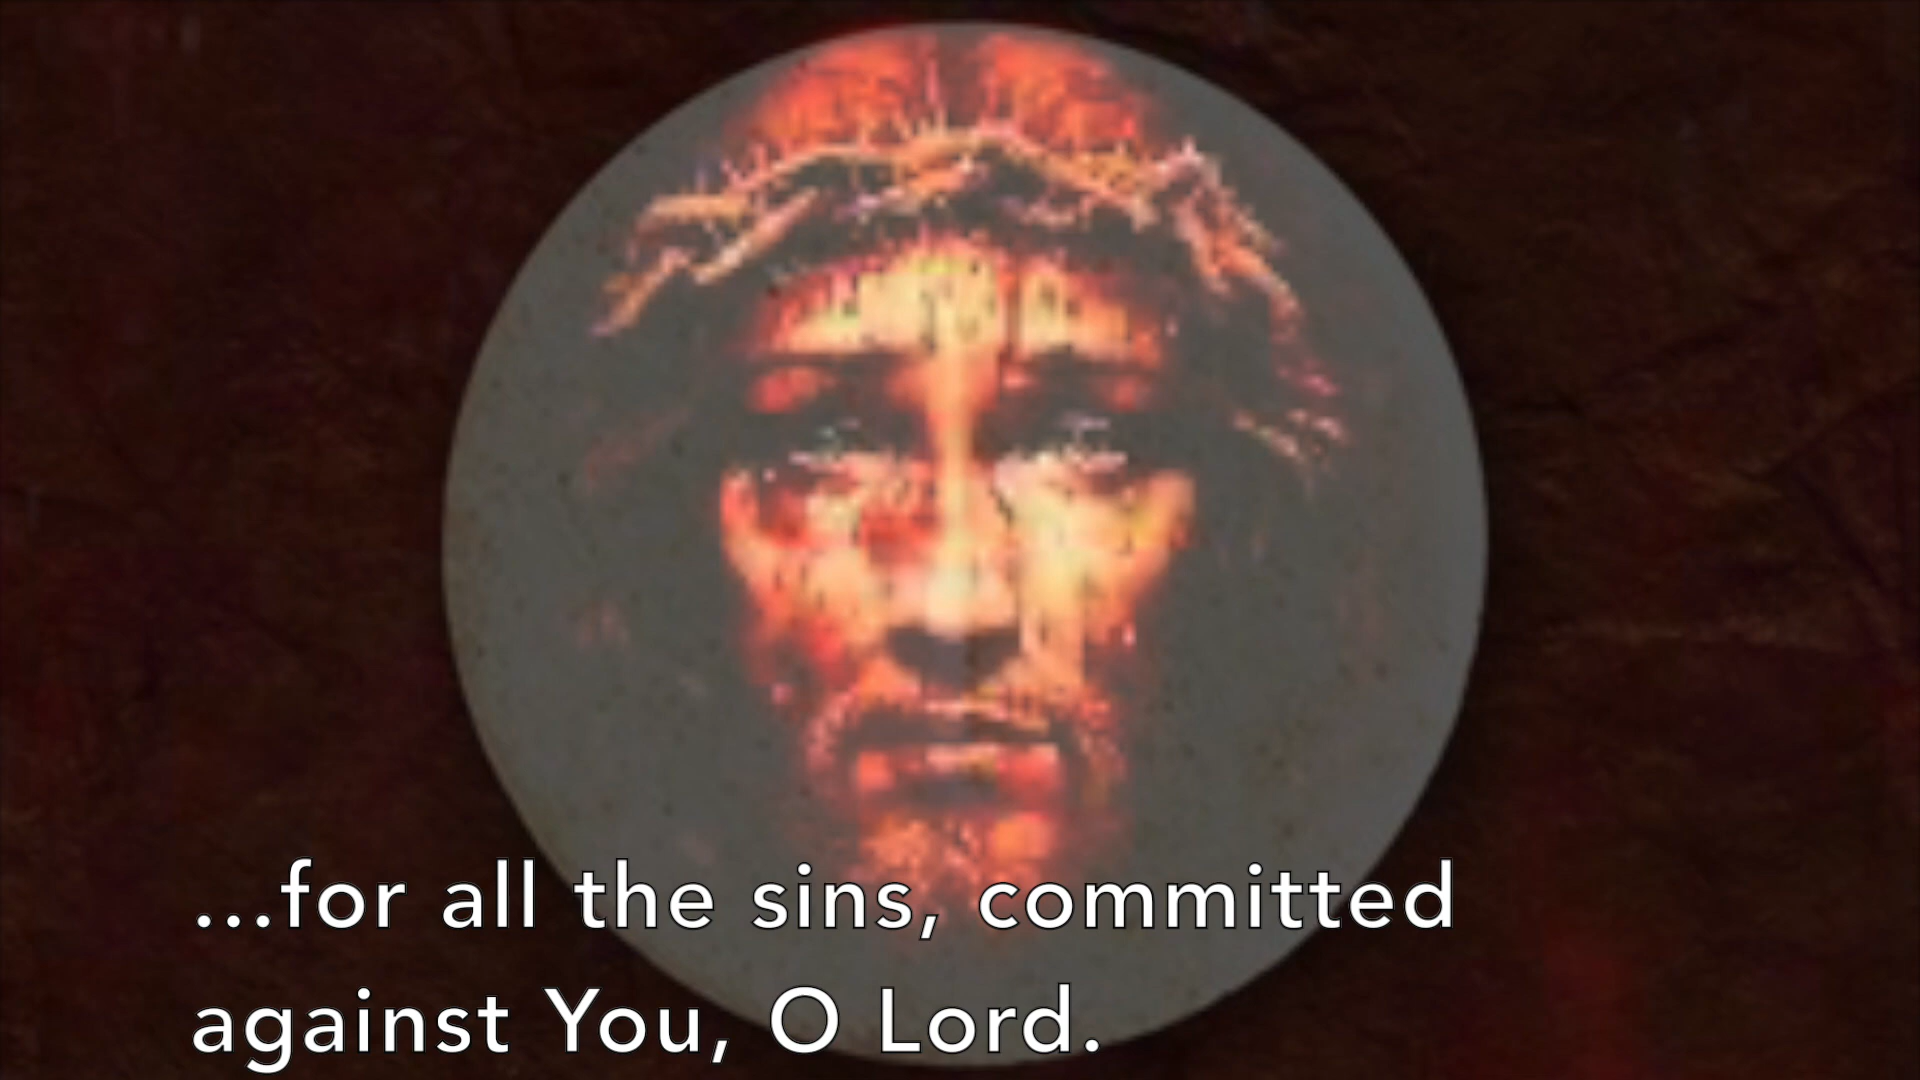 ...for all the sins, committed
against You, O Lord.